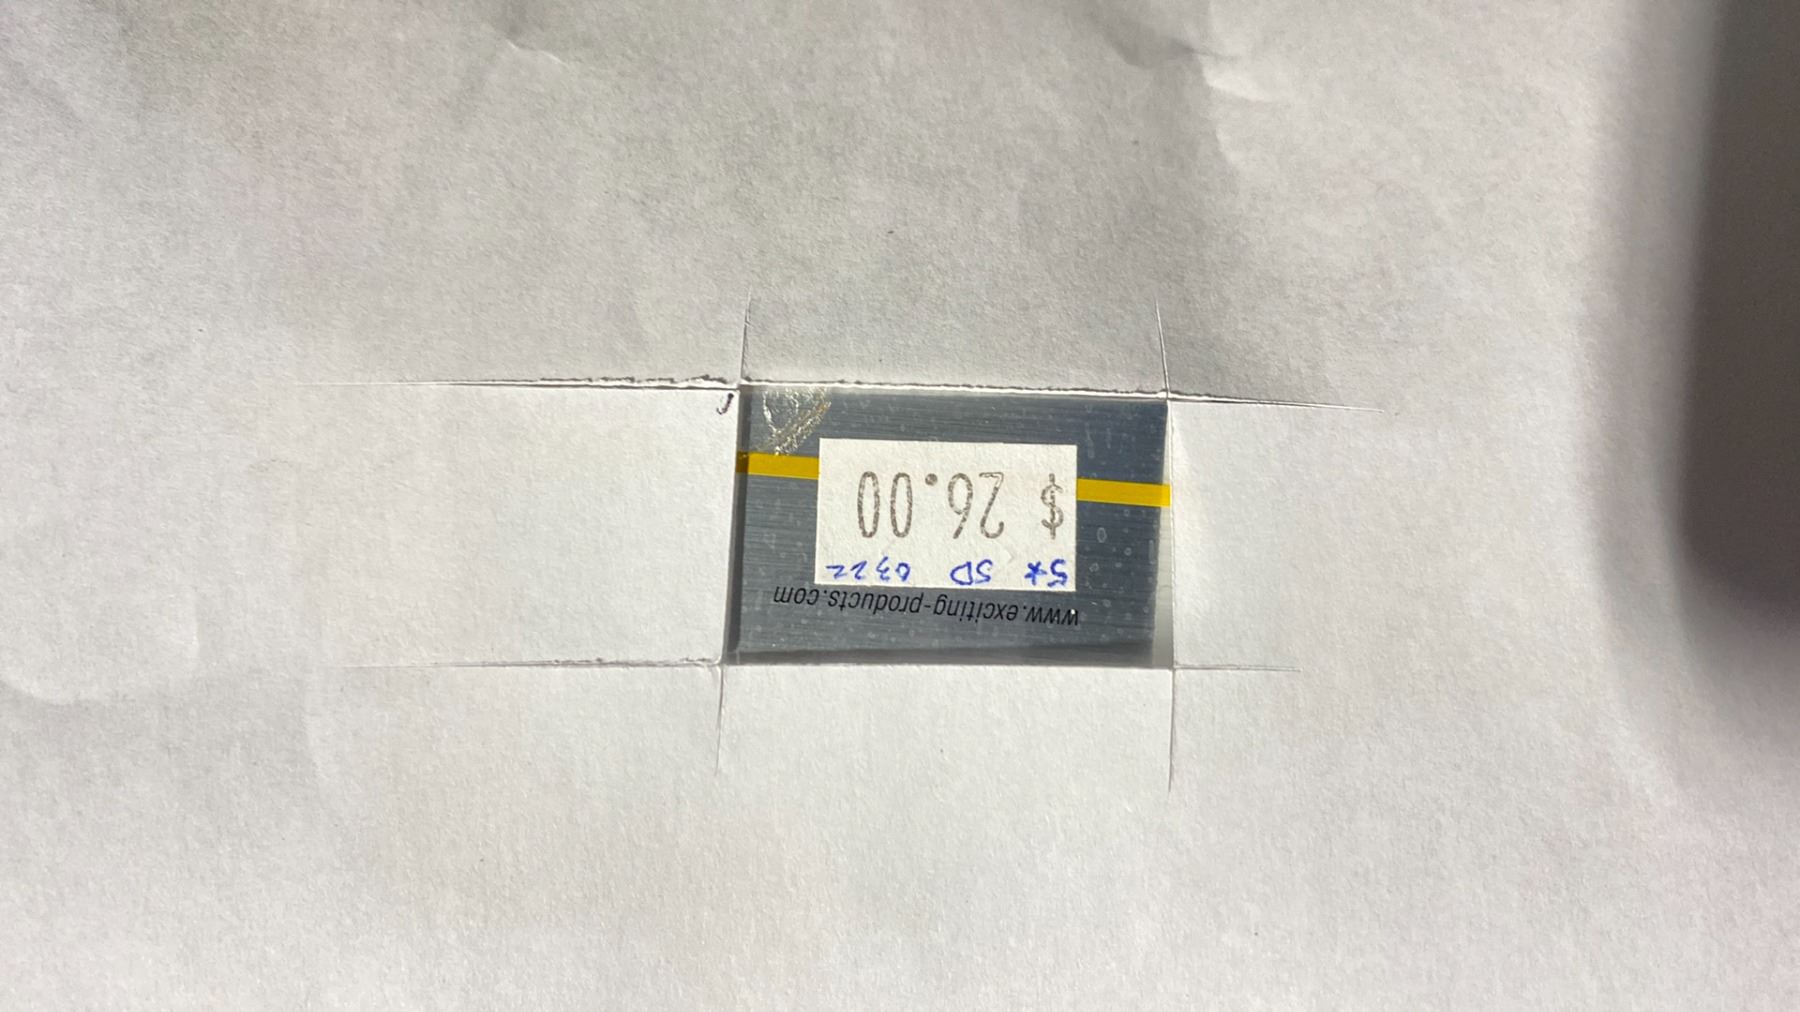 www.exciting-products.com
5* SD 0322
$ 26.00